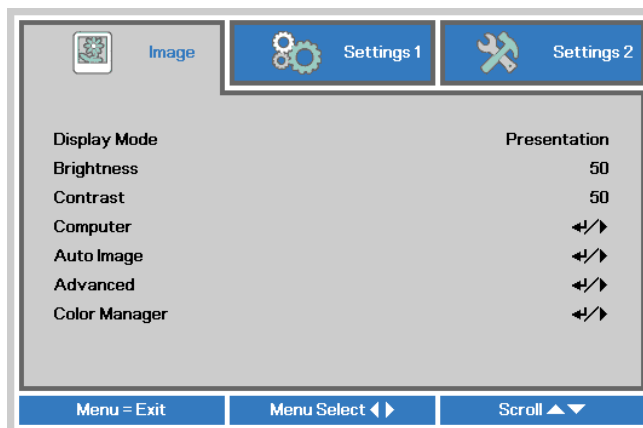 Image Settings 1 Settings 2
Display Mode Presentation
Brightness 50
Contrast 50
Computer ↵/▶
Auto Image ↵/▶
Advanced ↵/▶
Color Manager ↵/▶
Menu = Exit Menu Select ◀ ▶ Scroll ▲▼